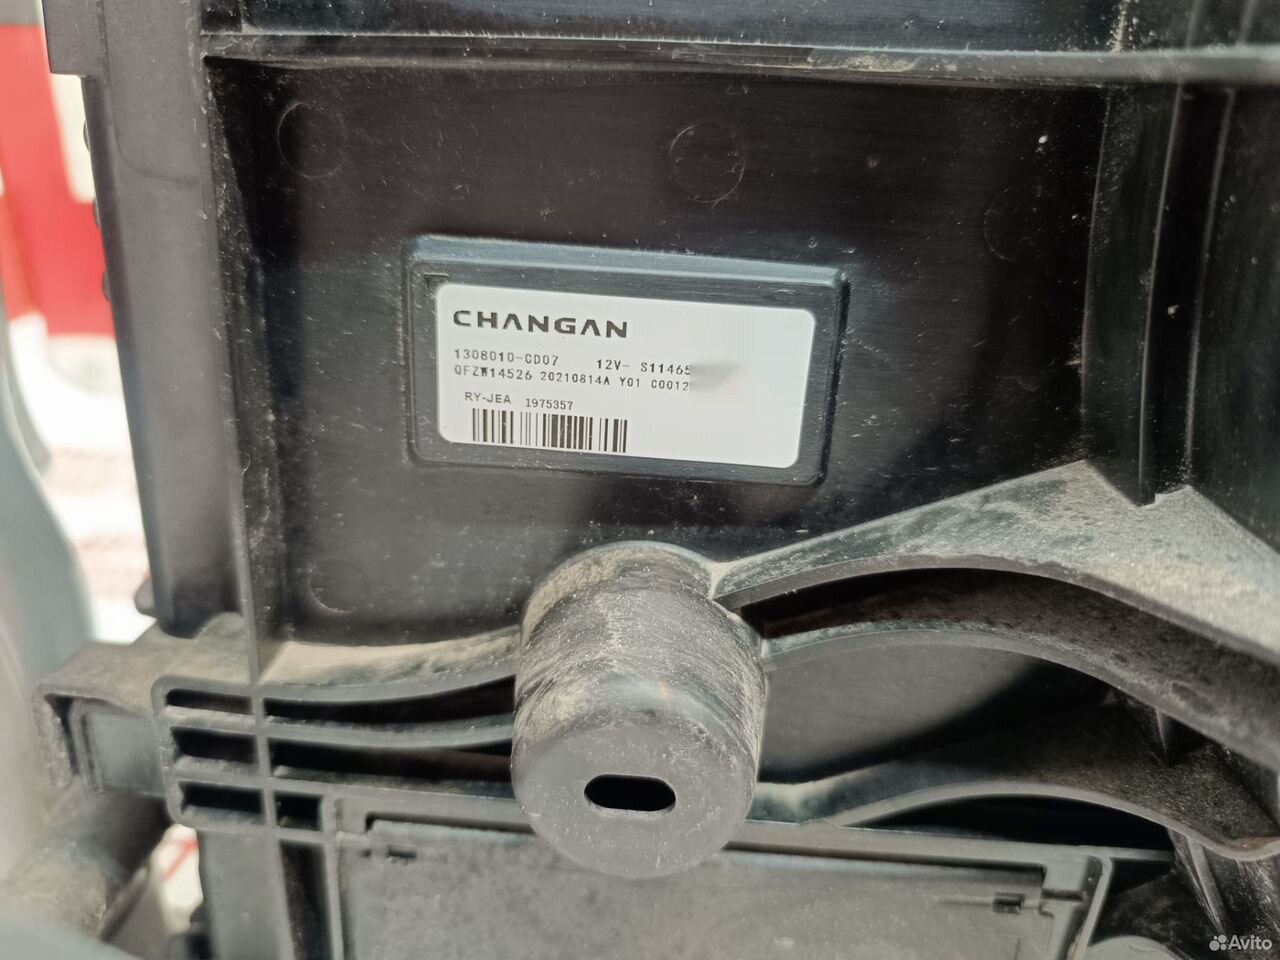 CHANGAN
1308010-CD07 12V- S11465
QFZW14526 20210814A Y01 C0012
RY-JEA 1975357
Avito